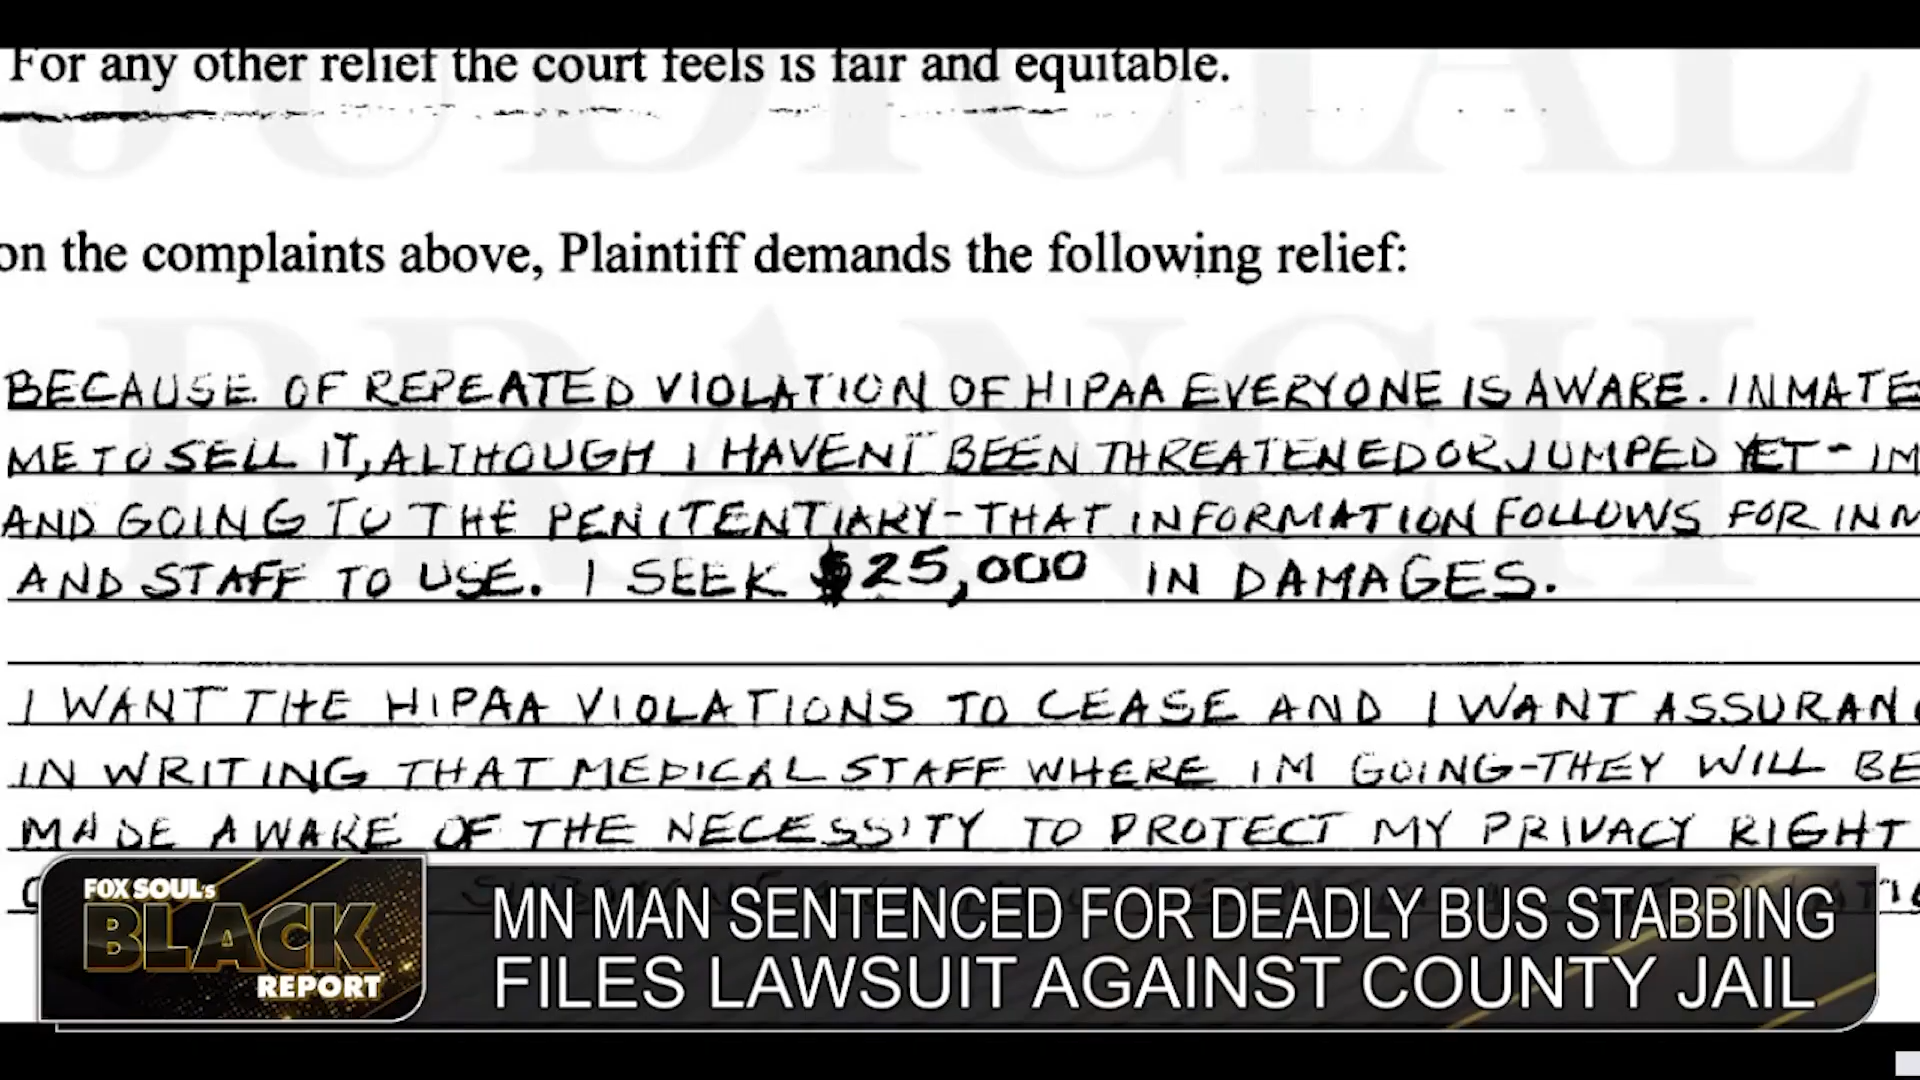 For any other relief the court feels is fair and equitable.
JUDICIAL
on the complaints above, Plaintiff demands the following relief:
BRANCH
BECAUSE OF REPEATED VIOLATION OF HIPAA EVERYONE IS AWARE. INMATE
ME TO SELL IT, ALTHOUGH I HAVENT BEEN THREATENED OR JUMPED YET - IM
AND GOING TO THE PENITENTIARY - THAT INFORMATION FOLLOWS FOR INM
AND STAFF TO USE. I SEEK $25,000 IN DAMAGES.
I WANT THE HIPAA VIOLATIONS TO CEASE AND I WANT ASSURANC
IN WRITING THAT MEDICAL STAFF WHERE IM GOING - THEY WILL BE
MADE AWARE OF THE NECESSITY TO PROTECT MY PRIVACY RIGHT
FOX SOUL's
BLACK
REPORT
MN MAN SENTENCED FOR DEADLY BUS STABBING
FILES LAWSUIT AGAINST COUNTY JAIL